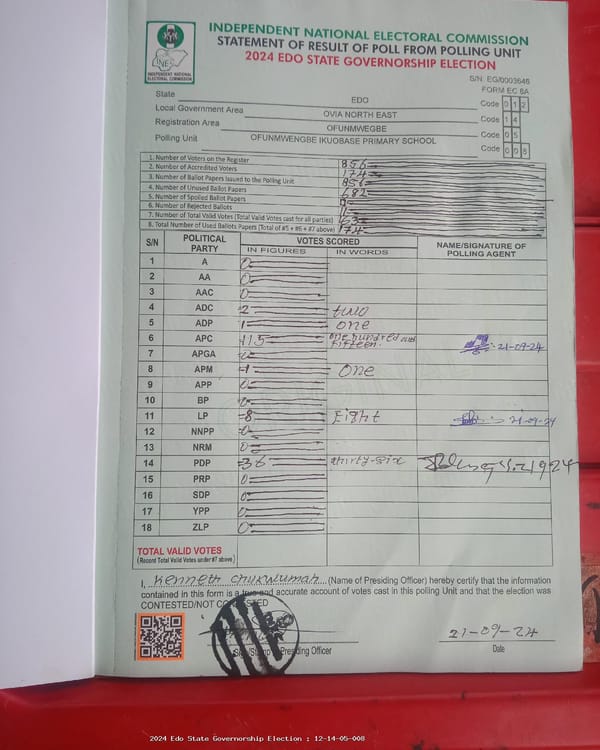 INDEPENDENT NATIONAL ELECTORAL COMMISSION
STATEMENT OF RESULT OF POLL FROM POLLING UNIT
2024 EDO STATE GOVERNORSHIP ELECTION
INDEPENDENT NATIONAL ELECTORAL COMMISSION
S/N. EG/0003646
FORM EC 8A
State EDO Code 0 1 2
Local Government Area OVIA NORTH EAST Code 1 4
Registration Area OFUNMWEGBE Code 0 5
Polling Unit OFUNMWENGBE IKUOBASE PRIMARY SCHOOL Code 0 0 8
1. Number of Voters on the Register 856
2. Number of Accredited Voters 174
3. Number of Ballot Papers Issued to the Polling Unit 856
4. Number of Unused Ballot Papers 682
5. Number of Spoiled Ballot Papers 0
6. Number of Rejected Ballots 11
7. Number of Total Valid Votes (Total Valid Votes cast for all parties) 163
8. Total Number of Used Ballot Papers (Total of #5 + #6 + #7 above) 174
S/N POLITICAL PARTY VOTES SCORED NAME/SIGNATURE OF POLLING AGENT
IN FIGURES IN WORDS
1 A 0
2 AA 0
3 AAC 0
4 ADC 2 two
5 ADP 1 one
6 APC 115 one hundred and fifteen. 21-09-24
7 APGA 0
8 APM 1 One
9 APP 0
10 BP 0
11 LP 8 Eight 21-09-24
12 NNPP 0
13 NRM 0
14 PDP 36 thirty-six
15 PRP 0
16 SDP 0
17 YPP 0
18 ZLP 0
TOTAL VALID VOTES
(Record Total Valid Votes under #7 above)
I, Kenneth Chukwumah (Name of Presiding Officer) hereby certify that the information
contained in this form is a true and accurate account of votes cast in this polling Unit and that the election was
CONTESTED/NOT CONTESTED
Sign/Stamp Presiding Officer
21-09-24
Date
2024 Edo State Governorship Election : 12-14-05-008